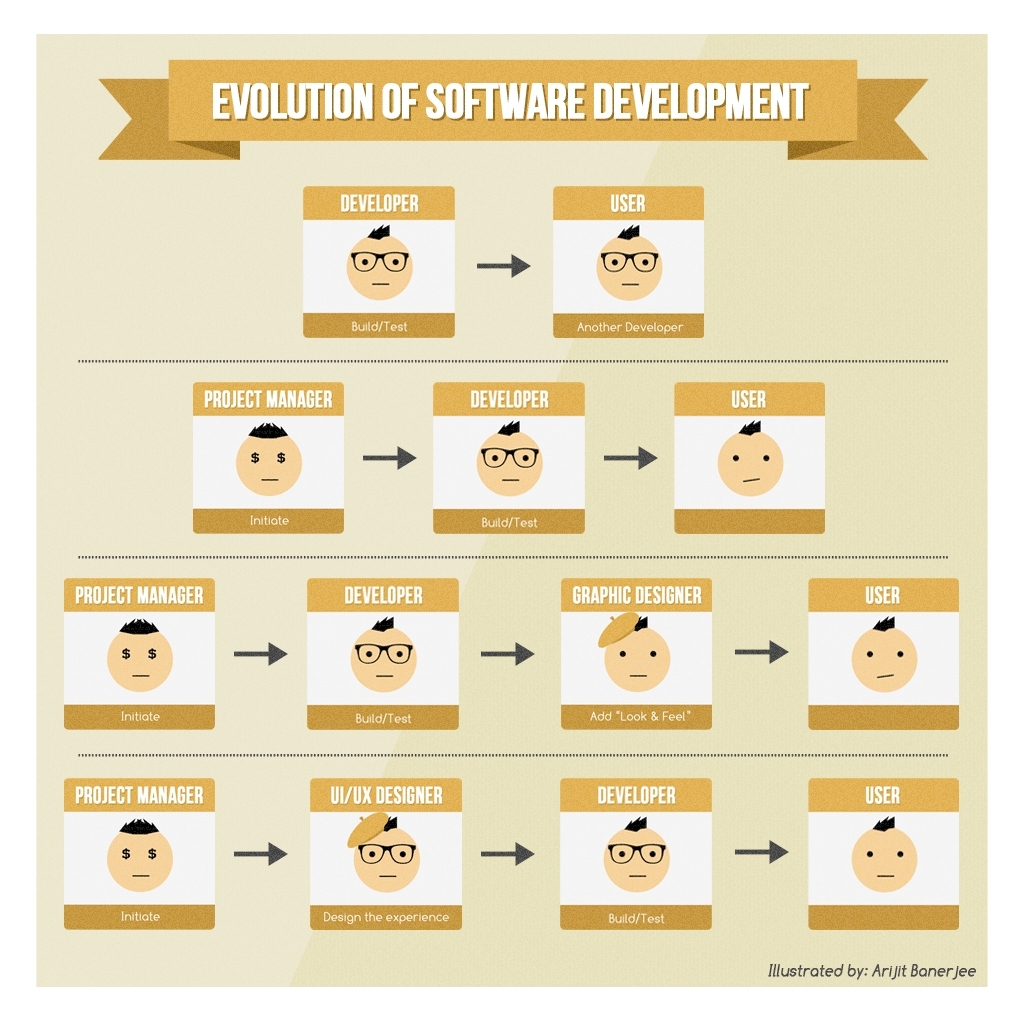 EVOLUTION OF SOFTWARE DEVELOPMENT
DEVELOPER
USER
Build/Test
Another Developer
PROJECT MANAGER
DEVELOPER
USER
$ $
Initiate
Build/Test
PROJECT MANAGER
DEVELOPER
GRAPHIC DESIGNER
USER
$ $
Initiate
Build/Test
Add "Look & Feel"
PROJECT MANAGER
UI/UX DESIGNER
DEVELOPER
USER
$ $
Initiate
Design the experience
Build/Test
Illustrated by: Arijit Banerjee